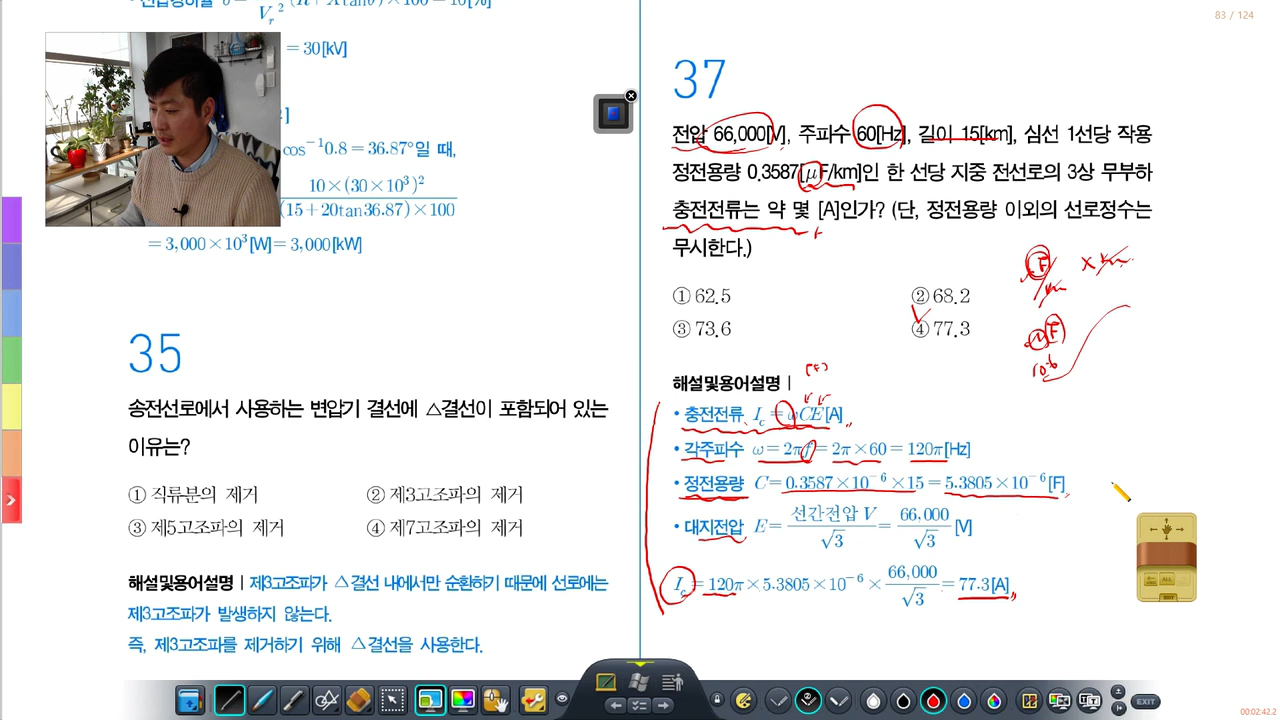 83 / 124
= 30[kV]
cos⁻¹0.8 = 36.87°일 때,
10×(30×10³)²
(15+20tan36.87)×100
= 3,000×10³[W] = 3,000[kW]
35
송전선로에서 사용하는 변압기 결선에 △결선이 포함되어 있는
이유는?
① 직류분의 제거 ② 제3고조파의 제거
③ 제5고조파의 제거 ④ 제7고조파의 제거
해설및용어설명 | 제3고조파가 △결선 내에서만 순환하기 때문에 선로에는
제3고조파가 발생하지 않는다.
즉, 제3고조파를 제거하기 위해 △결선을 사용한다.
37
전압 66,000[V], 주파수 60[Hz], 길이 15[km], 심선 1선당 작용
정전용량 0.3587[μF/km]인 한 선당 지중 전선로의 3상 무부하
충전전류는 약 몇 [A]인가? (단, 정전용량 이외의 선로정수는
무시한다.)
① 62.5 ② 68.2
③ 73.6 ④ 77.3
해설및용어설명 |
• 충전전류 I_c = ωCE[A]
• 각주파수 ω = 2πf = 2π×60 = 120π[Hz]
• 정전용량 C = 0.3587×10⁻⁶×15 = 5.3805×10⁻⁶[F]
• 대지전압 E = 선간전압 V/√3 = 66,000/√3 [V]
I_c = 120π×5.3805×10⁻⁶×66,000/√3 = 77.3[A]
EXIT
00:02:42.2